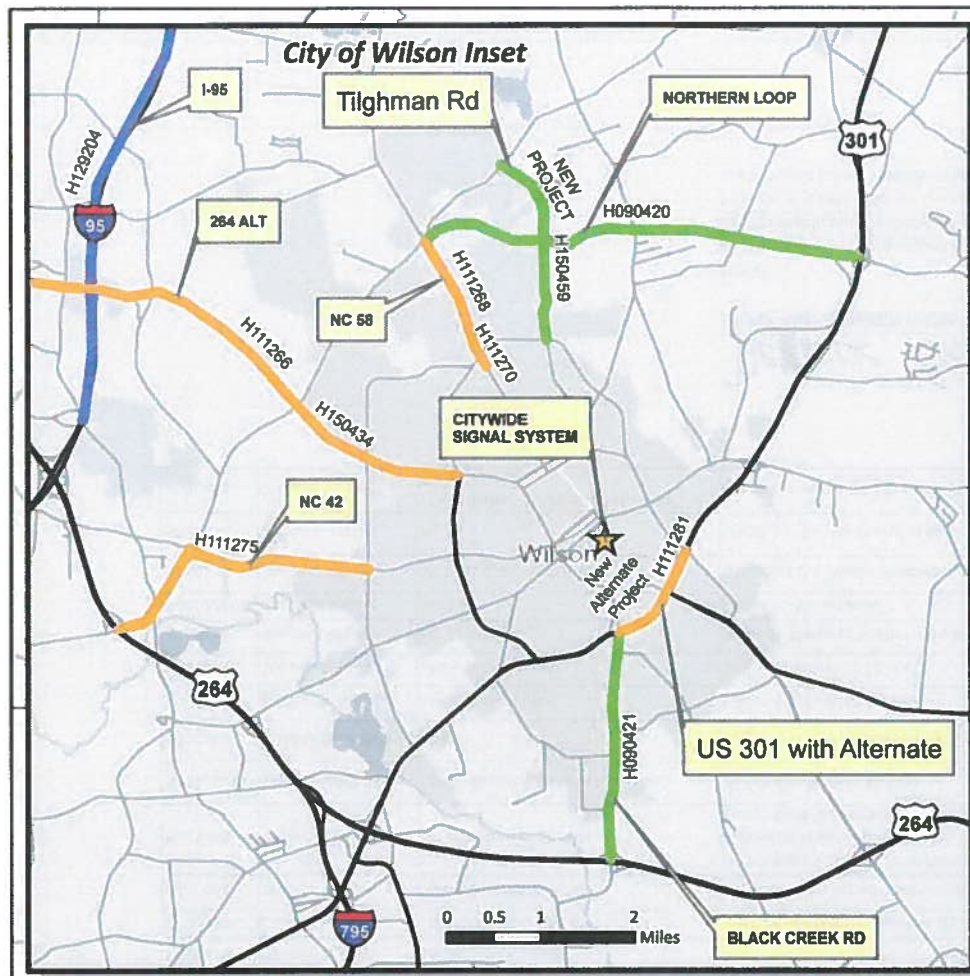 City of Wilson Inset
I-95
Tilghman Rd
NORTHERN LOOP
301
H129204
NEW
PROJECT
95
264 ALT
H090420
H150459
NC 58
H111268
H111270
H111266
H150434
CITYWIDE
SIGNAL SYSTEM
NC 42
H111275
Wilson
New
Alternate
Project
H111281
264
H090421
US 301 with Alternate
264
795
0 0.5 1 2
Miles
BLACK CREEK RD